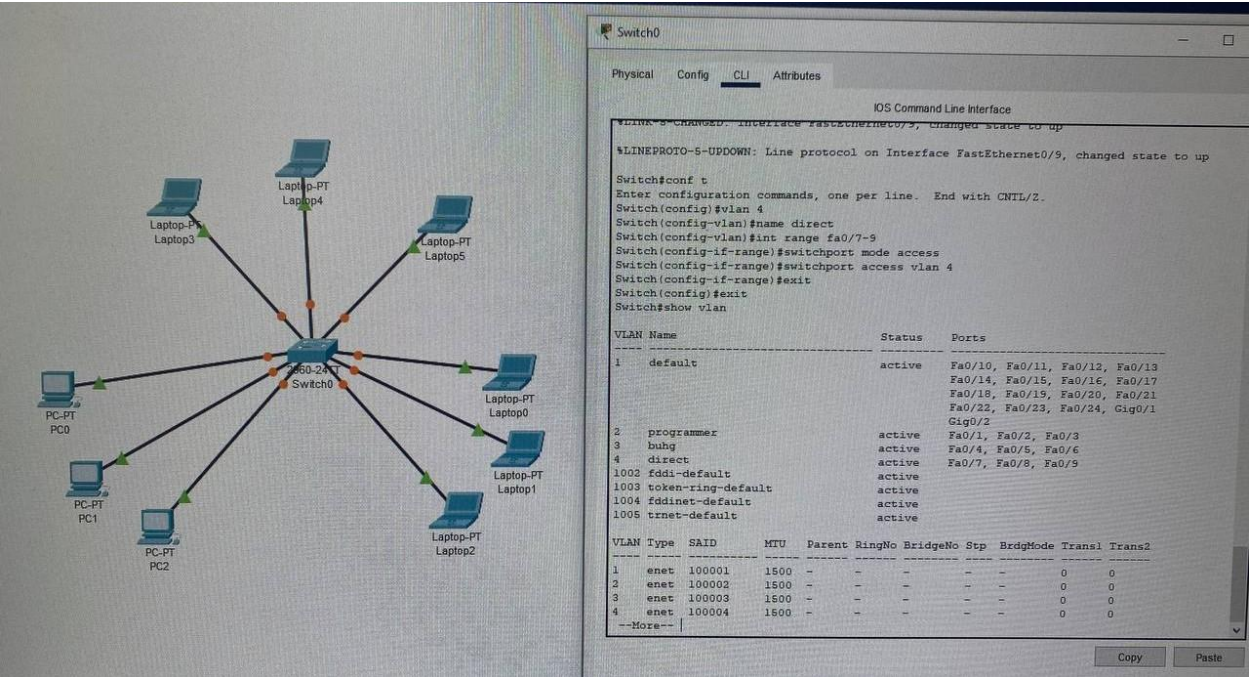 Switch0
Physical Config CLI Attributes
IOS Command Line Interface
%LINK-5-CHANGED: Interface FastEthernet0/9, changed state to up
%LINEPROTO-5-UPDOWN: Line protocol on Interface FastEthernet0/9, changed state to up
Switch#conf t
Enter configuration commands, one per line. End with CNTL/Z.
Switch(config)#vlan 4
Switch(config-vlan)#name direct
Switch(config-vlan)#int range fa0/7-9
Switch(config-if-range)#switchport mode access
Switch(config-if-range)#switchport access vlan 4
Switch(config-if-range)#exit
Switch(config)#exit
Switch#show vlan
VLAN Name Status Ports
---- -------------------------------- --------- -------------------------------
1 default active Fa0/10, Fa0/11, Fa0/12, Fa0/13
Fa0/14, Fa0/15, Fa0/16, Fa0/17
Fa0/18, Fa0/19, Fa0/20, Fa0/21
Fa0/22, Fa0/23, Fa0/24, Gig0/1
Gig0/2
2 programmer active Fa0/1, Fa0/2, Fa0/3
3 buhg active Fa0/4, Fa0/5, Fa0/6
4 direct active Fa0/7, Fa0/8, Fa0/9
1002 fddi-default active
1003 token-ring-default active
1004 fddinet-default active
1005 trnet-default active
VLAN Type SAID MTU Parent RingNo BridgeNo Stp BrdgMode Trans1 Trans2
---- ----- ---------- ----- ------ ------ -------- ---- -------- ------ ------
1 enet 100001 1500 - - - - - 0 0
2 enet 100002 1500 - - - - - 0 0
3 enet 100003 1500 - - - - - 0 0
4 enet 100004 1500 - - - - - 0 0
--More--
Copy Paste
Laptop-PT
Laptop4
Laptop-PT
Laptop3
Laptop-PT
Laptop5
2960-24TT
Switch0
Laptop-PT
Laptop0
PC-PT
PC0
Laptop-PT
Laptop1
PC-PT
PC1
Laptop-PT
Laptop2
PC-PT
PC2